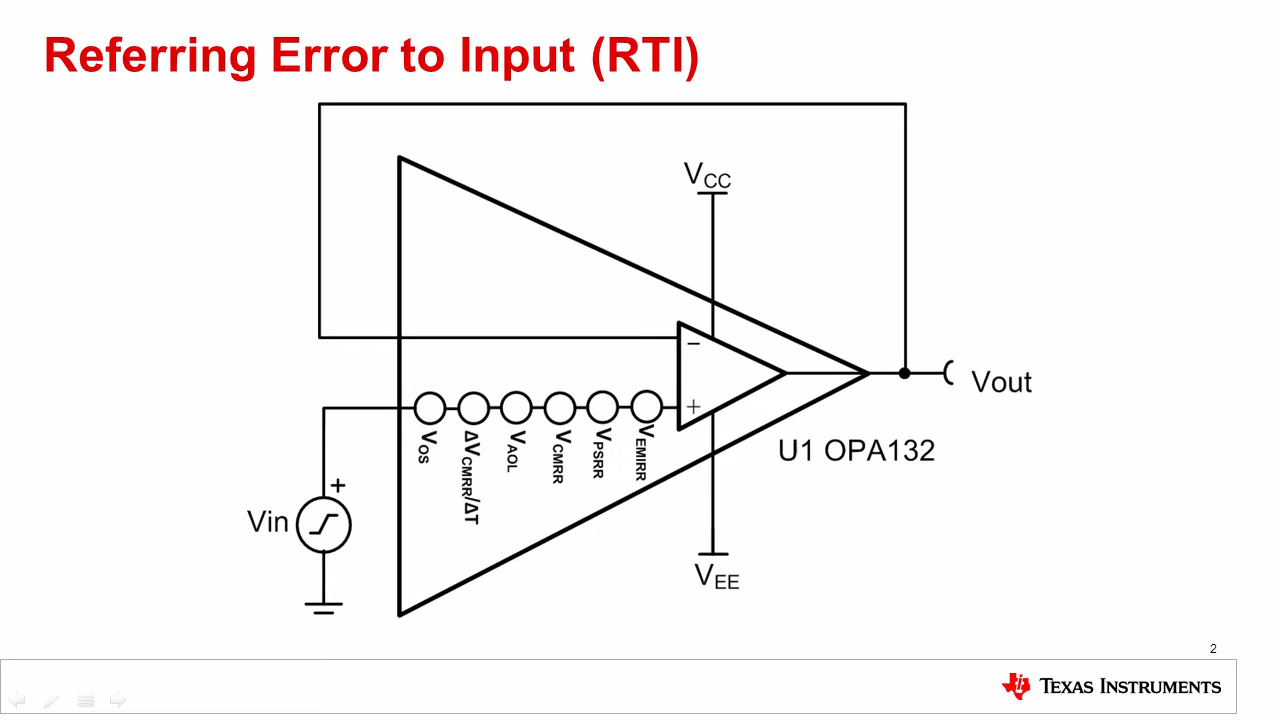 Referring Error to Input (RTI)
VCC
−
+
VOS
ΔVCMRR/ΔT
VAOL
VCMRR
VPSRR
VEMIRR
Vout
U1 OPA132
+
Vin
VEE
2
TEXAS INSTRUMENTS